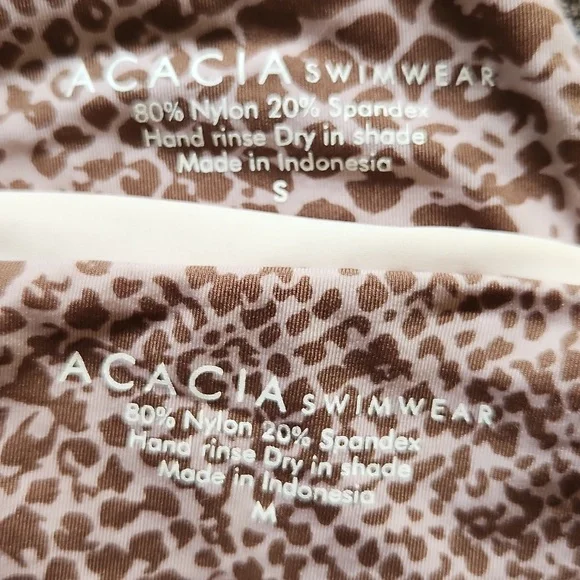 ACACIA SWIMWEAR
80% Nylon 20% Spandex
Hand rinse Dry in shade
Made in Indonesia
S
ACACIA SWIMWEAR
80% Nylon 20% Spandex
Hand rinse Dry in shade
Made in Indonesia
M